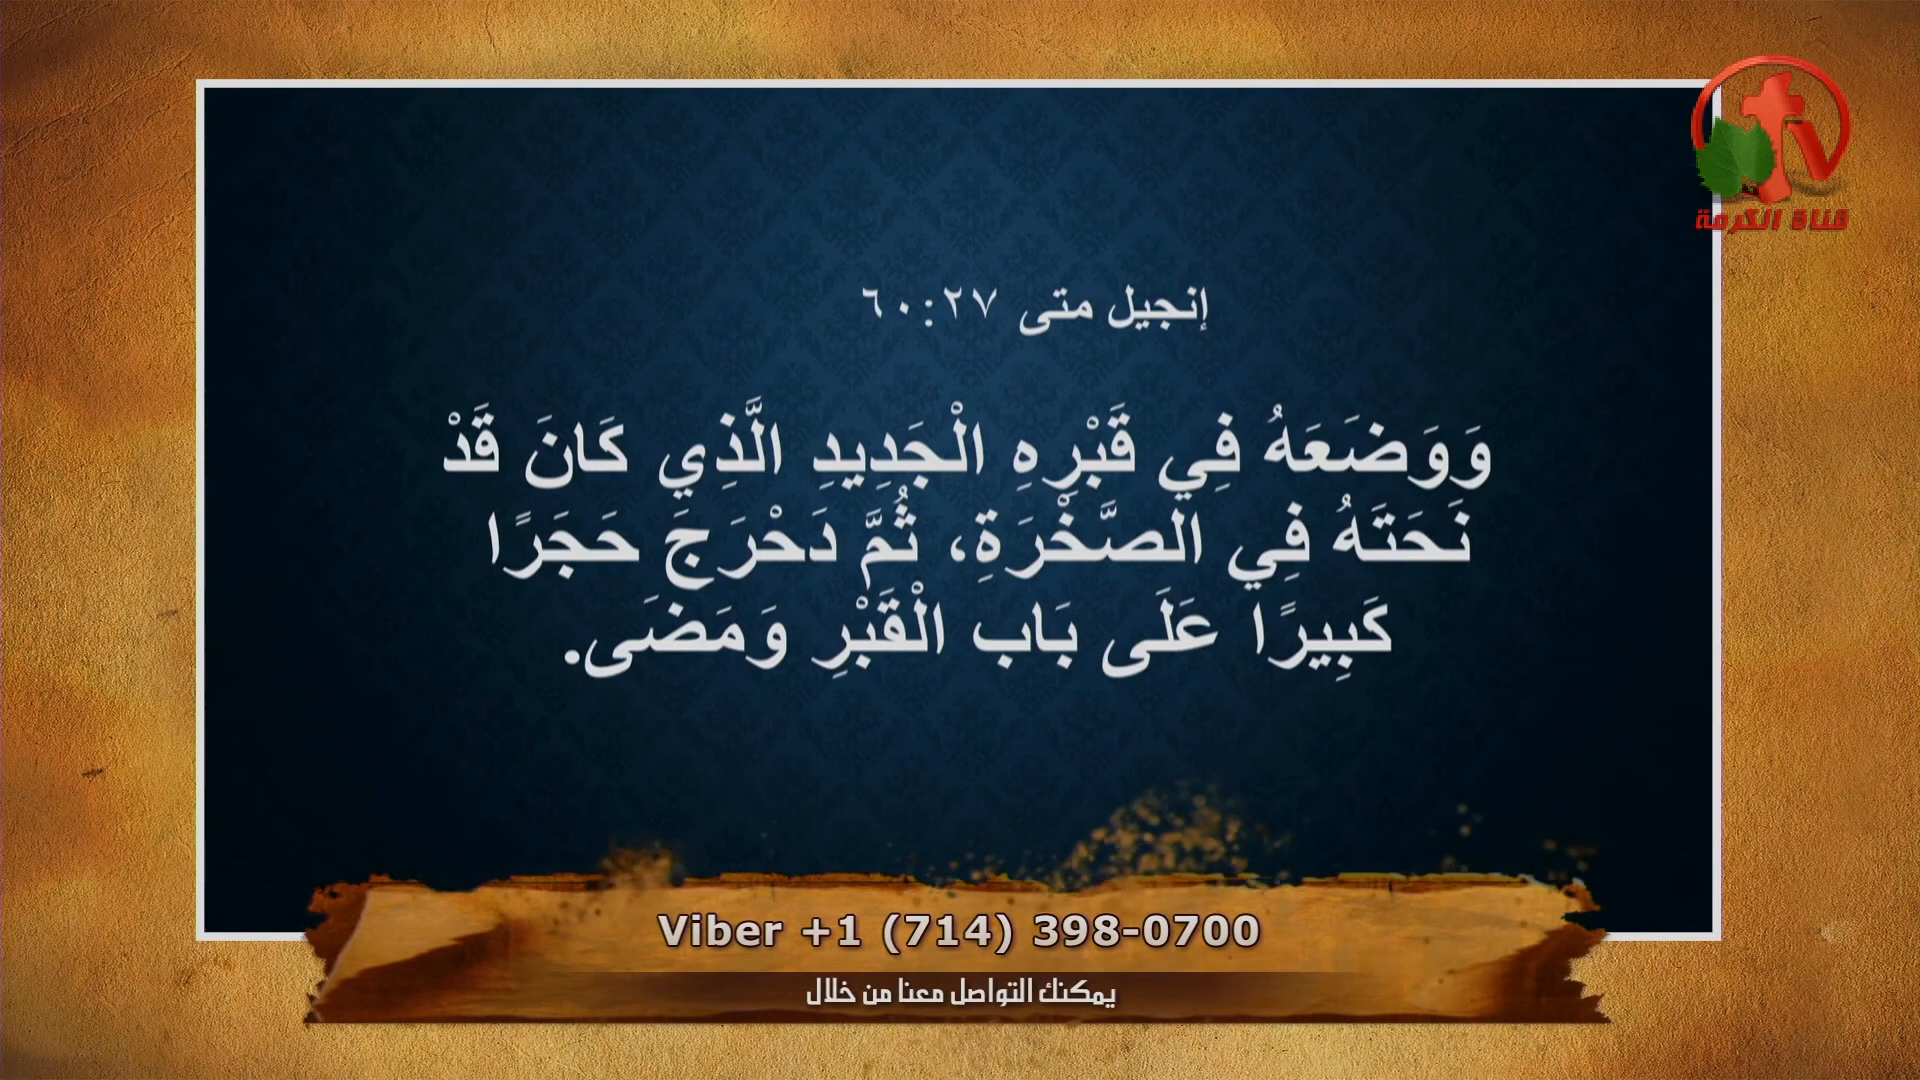 قناة الكرمة
إنجيل متى ٢٧:٦٠
وَوَضَعَهُ فِي قَبْرِهِ الْجَدِيدِ الَّذِي كَانَ قَدْ
نَحَتَهُ فِي الصَّخْرَةِ، ثُمَّ دَحْرَجَ حَجَرًا
كَبِيرًا عَلَى بَاب الْقَبْرِ وَمَضَى.
Viber +1 (714) 398-0700
يمكنك التواصل معنا من خلال